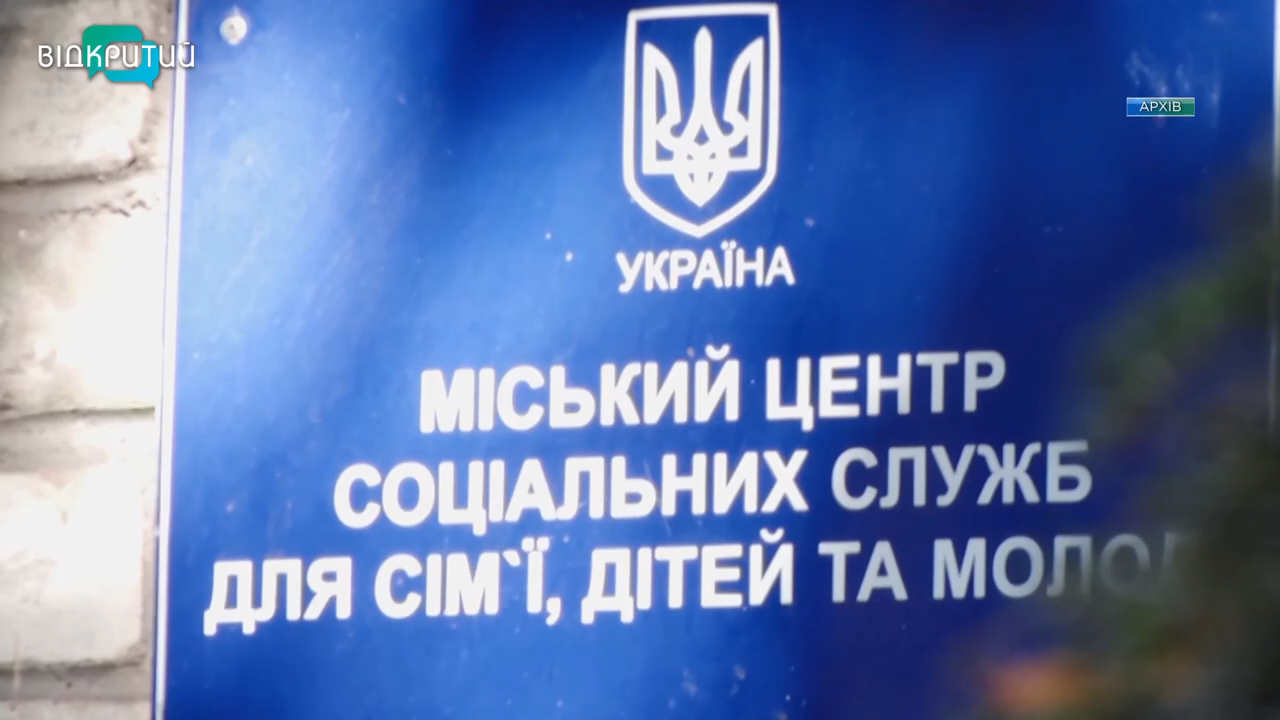 ВІДКРИТИЙ
АРХІВ
УКРАЇНА
МІСЬКИЙ ЦЕНТР
СОЦІАЛЬНИХ СЛУЖБ
ДЛЯ СІМ`Ї, ДІТЕЙ ТА